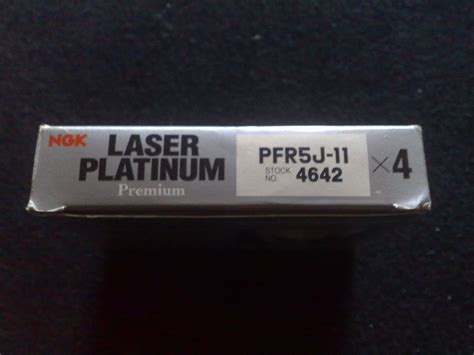 NGK
LASER
PLATINUM
Premium
PFR5J-11
STOCK NO. 4642
×4